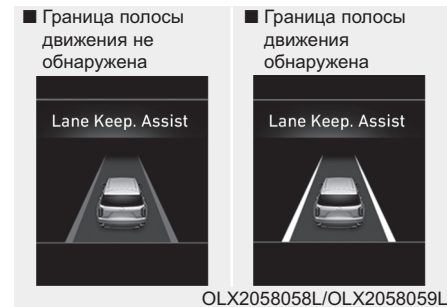 ■ Граница полосы
движения не
обнаружена
Lane Keep. Assist
■ Граница полосы
движения
обнаружена
Lane Keep. Assist
OLX2058058L/OLX2058059L